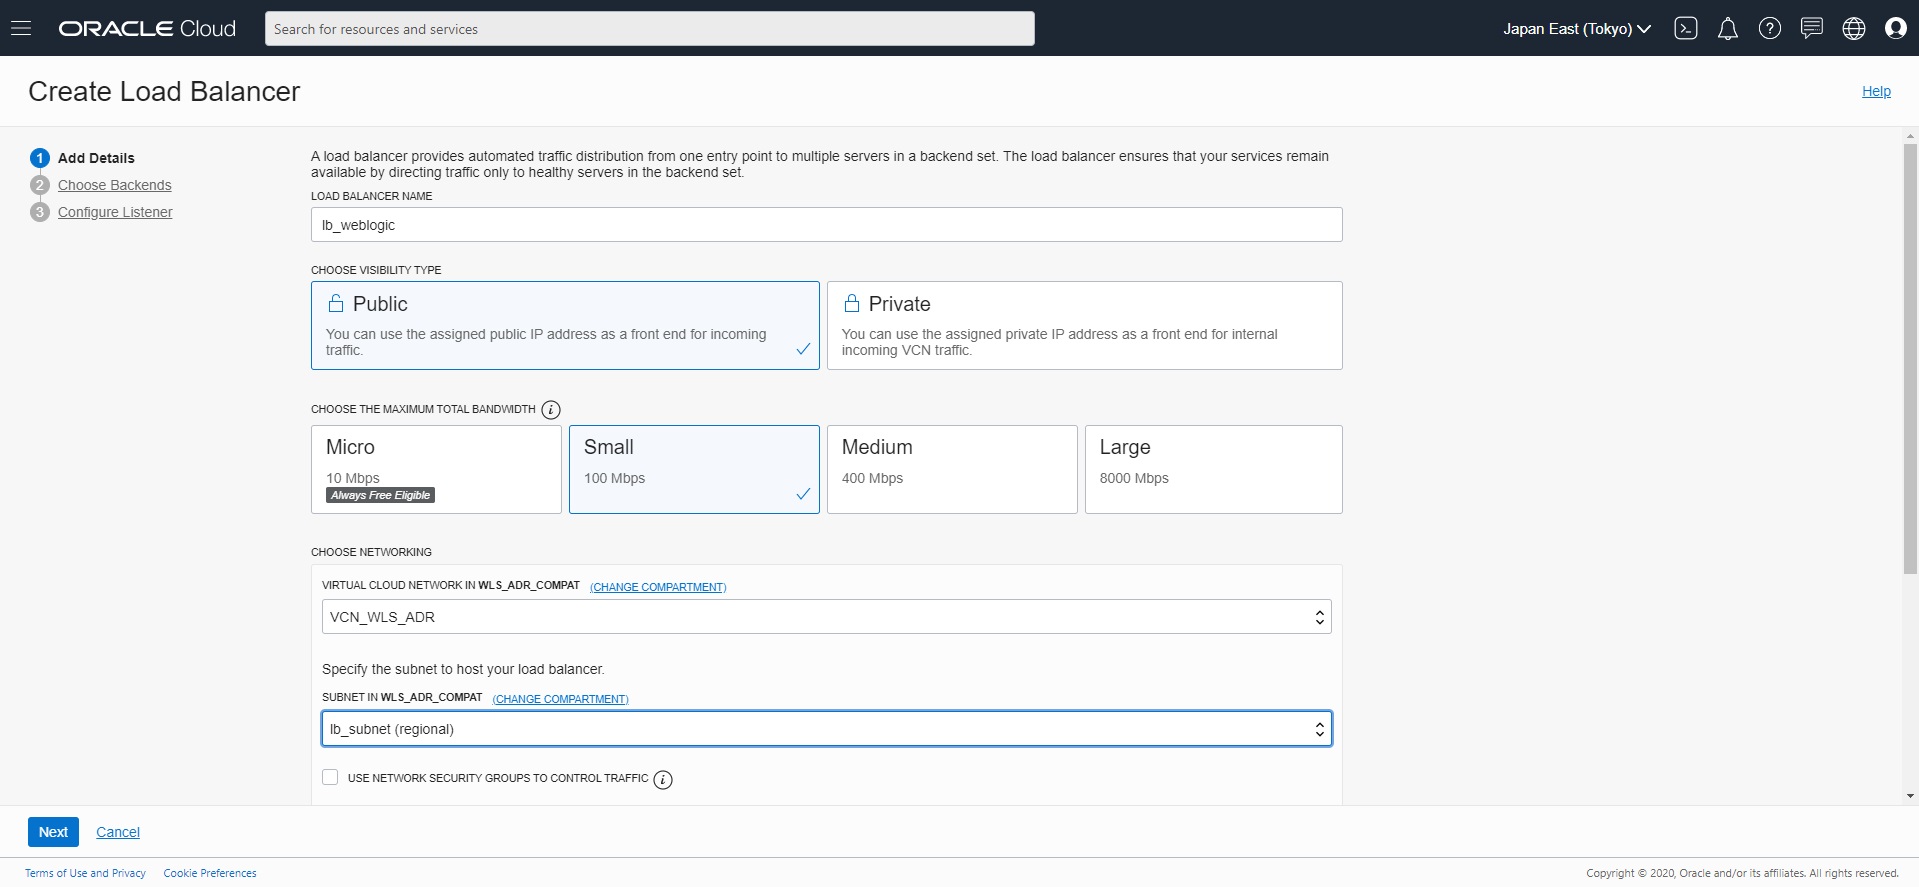 ORACLE Cloud
Search for resources and services
Japan East (Tokyo)
Create Load Balancer
Help
1 Add Details
2 Choose Backends
3 Configure Listener
A load balancer provides automated traffic distribution from one entry point to multiple servers in a backend set. The load balancer ensures that your services remain
available by directing traffic only to healthy servers in the backend set.
LOAD BALANCER NAME
lb_weblogic
CHOOSE VISIBILITY TYPE
Public
You can use the assigned public IP address as a front end for incoming
traffic.
Private
You can use the assigned private IP address as a front end for internal
incoming VCN traffic.
CHOOSE THE MAXIMUM TOTAL BANDWIDTH i
Micro
10 Mbps
Always Free Eligible
Small
100 Mbps
Medium
400 Mbps
Large
8000 Mbps
CHOOSE NETWORKING
VIRTUAL CLOUD NETWORK IN WLS_ADR_COMPAT (CHANGE COMPARTMENT)
VCN_WLS_ADR
Specify the subnet to host your load balancer.
SUBNET IN WLS_ADR_COMPAT (CHANGE COMPARTMENT)
lb_subnet (regional)
USE NETWORK SECURITY GROUPS TO CONTROL TRAFFIC i
Next Cancel
Terms of Use and Privacy Cookie Preferences
Copyright © 2020, Oracle and/or its affiliates. All rights reserved.